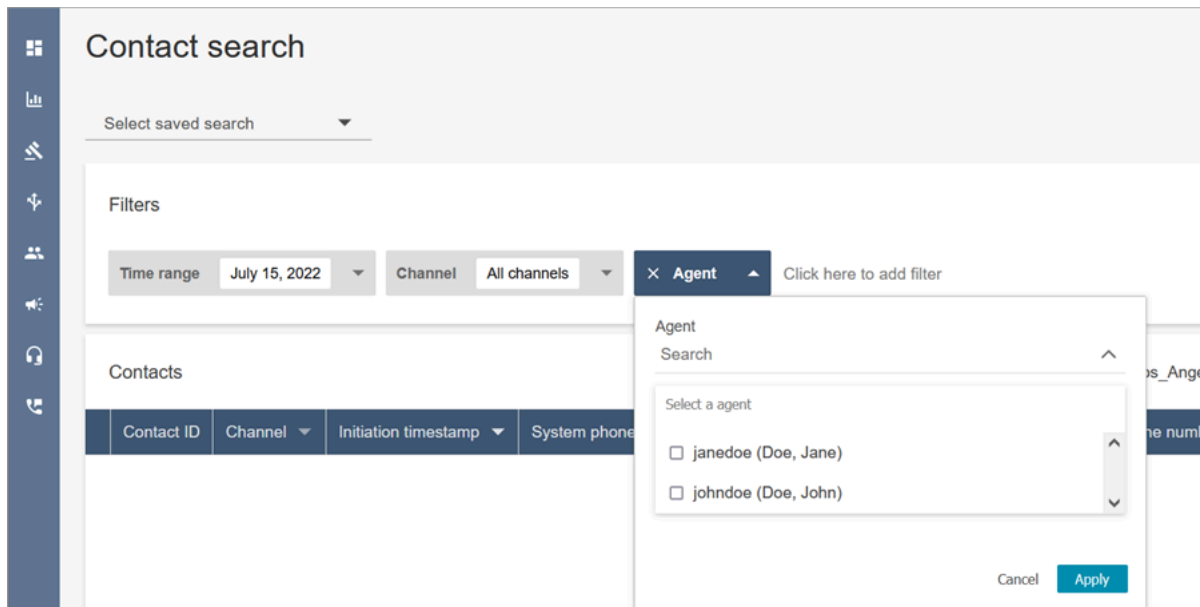 Contact search
Select saved search
Filters
Time range July 15, 2022 Channel All channels Agent Click here to add filter
Agent
Search
Contacts
Select a agent
Contact ID Channel Initiation timestamp System phone
janedoe (Doe, Jane)
johndoe (Doe, John)
Cancel Apply